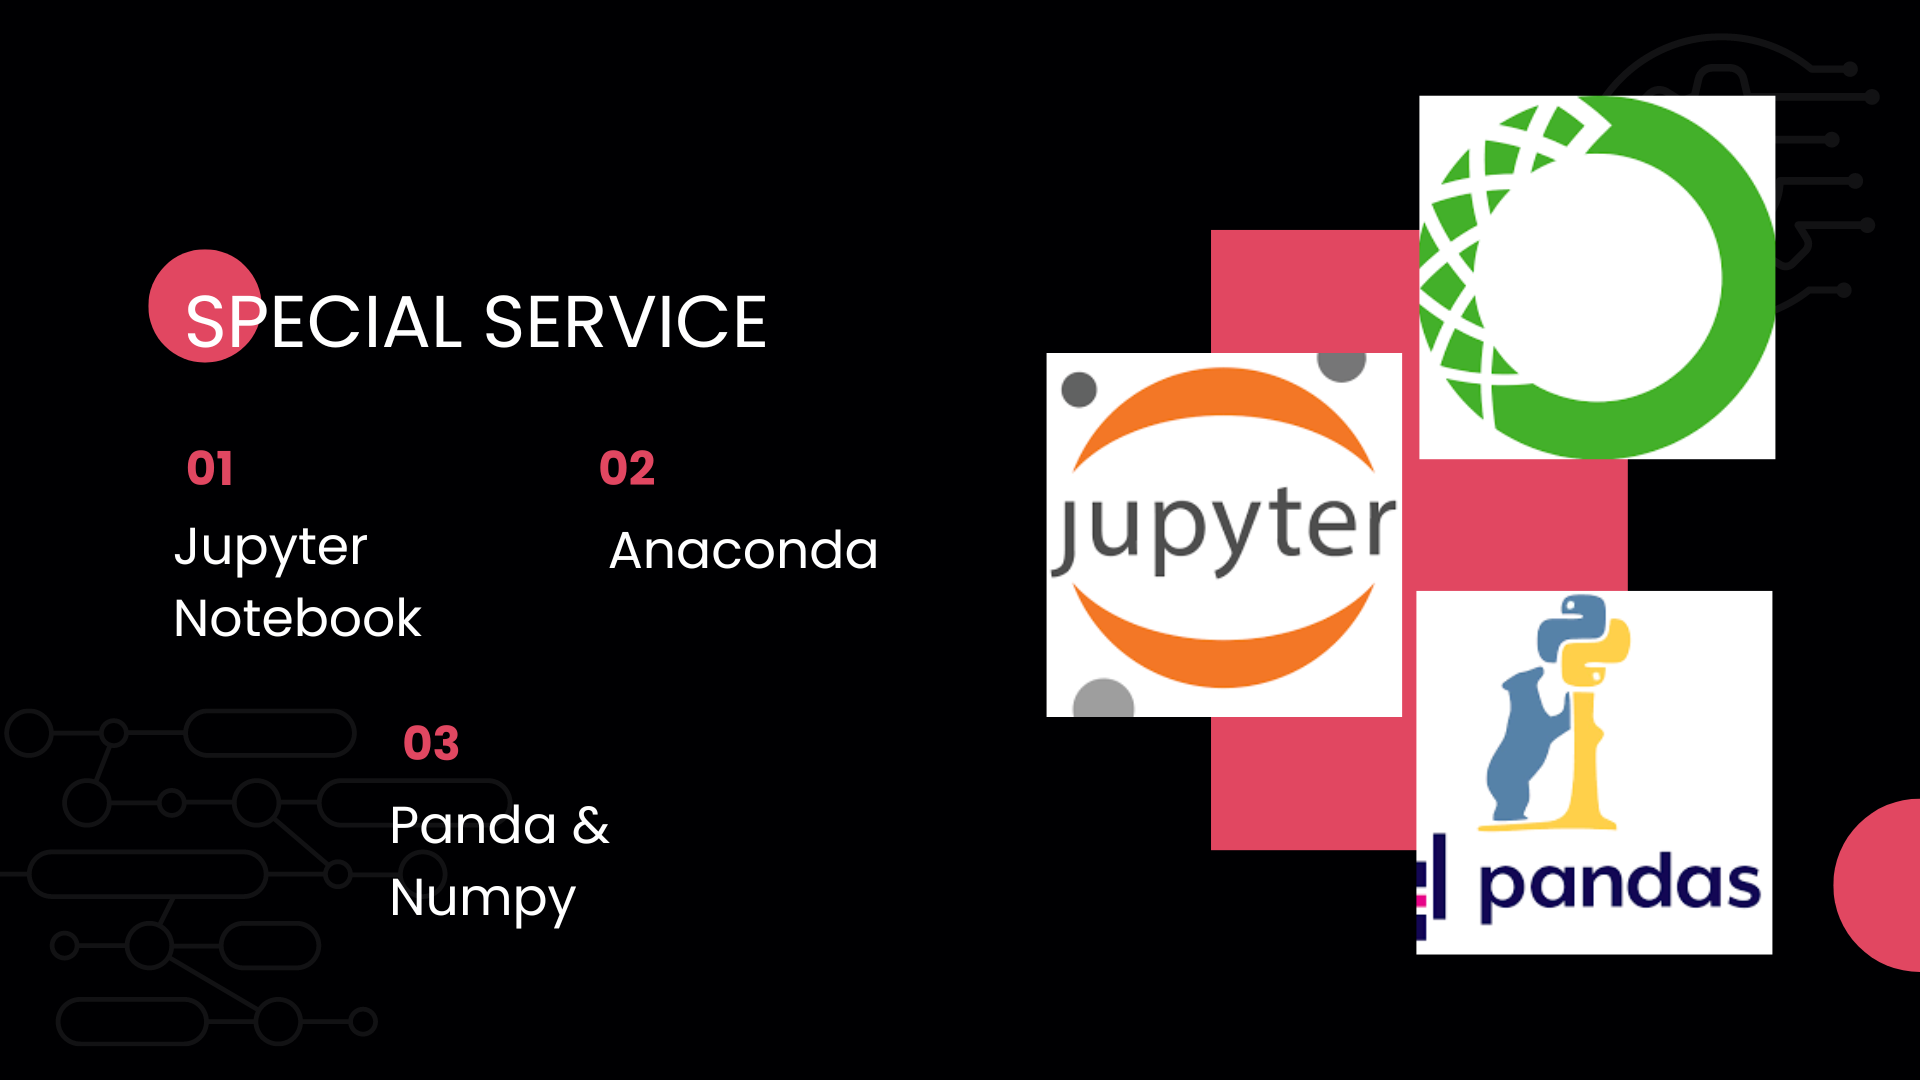 SPECIAL SERVICE
01
Jupyter
Notebook
02
Anaconda
03
Panda &
Numpy
jupyter
pandas